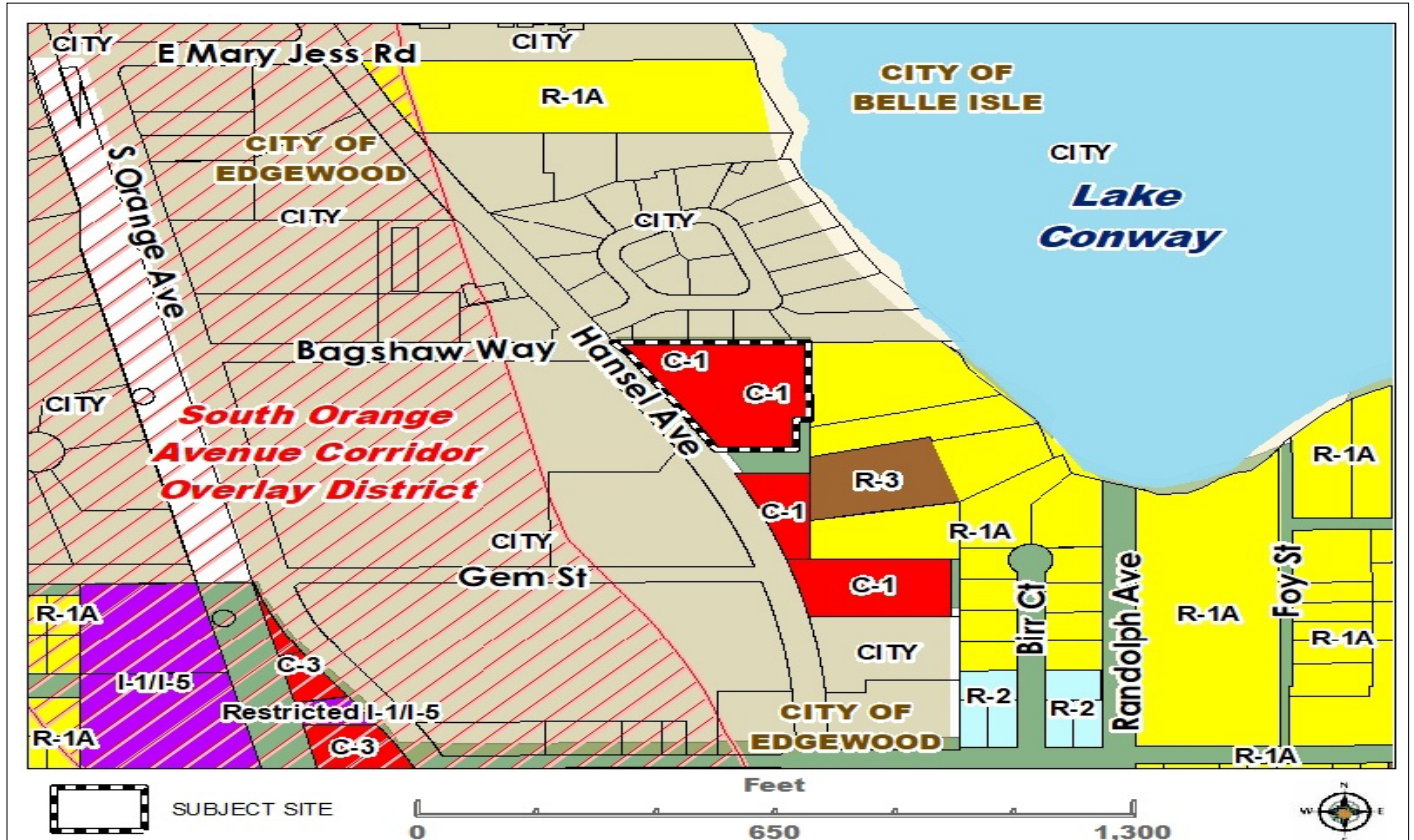 CITY
E Mary Jess Rd
CITY
R-1A
CITY OF
BELLE ISLE
CITY
Lake
Conway
CITY OF
EDGEWOOD
CITY
S Orange Ave
CITY
Bagshaw Way
Hansel Ave
C-1
C-1
CITY
South Orange
Avenue Corridor
Overlay District
R-3
R-1A
C-1
R-1A
CITY
Gem St
C-1
Birr Ct
Randolph Ave
R-1A
Foy St
R-1A
R-1A
I-1/I-5
C-3
Restricted I-1/I-5
C-3
R-1A
CITY
R-2
R-2
CITY OF
EDGEWOOD
R-1A
SUBJECT SITE
Feet
0
650
1,300
N
W
E
S